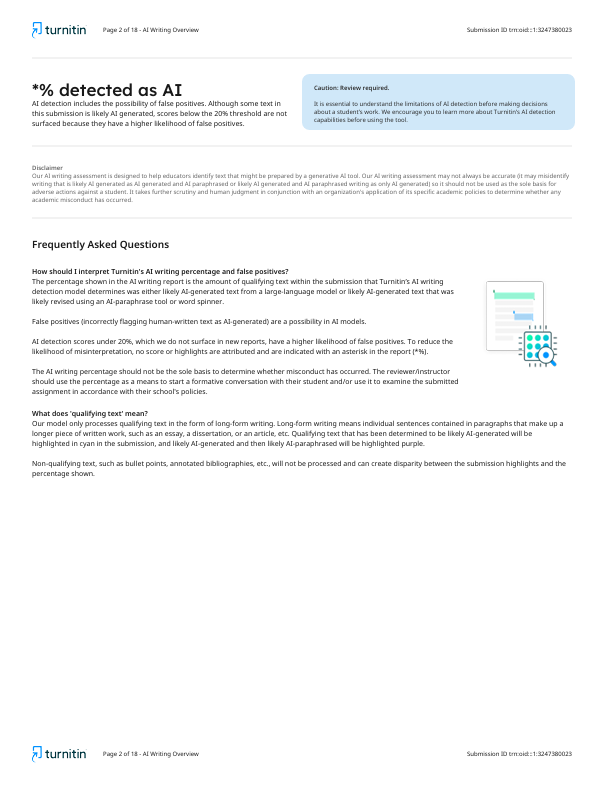 turnitin Page 2 of 18 - AI Writing Overview Submission ID trn:oid:::1:3247380023
*% detected as AI
AI detection includes the possibility of false positives. Although some text in
this submission is likely AI generated, scores below the 20% threshold are not
surfaced because they have a higher likelihood of false positives.
Caution: Review required.
It is essential to understand the limitations of AI detection before making decisions
about a student's work. We encourage you to learn more about Turnitin's AI detection
capabilities before using the tool.
Disclaimer
Our AI writing assessment is designed to help educators identify text that might be prepared by a generative AI tool. Our AI writing assessment may not always be accurate (it may misidentify
writing that is likely AI generated as AI generated and AI paraphrased or likely AI generated and AI paraphrased writing as only AI generated) so it should not be used as the sole basis for
adverse actions against a student. It takes further scrutiny and human judgment in conjunction with an organization's application of its specific academic policies to determine whether any
academic misconduct has occurred.
Frequently Asked Questions
How should I interpret Turnitin's AI writing percentage and false positives?
The percentage shown in the AI writing report is the amount of qualifying text within the submission that Turnitin's AI writing
detection model determines was either likely AI-generated text from a large-language model or likely AI-generated text that was
likely revised using an AI-paraphrase tool or word spinner.
False positives (incorrectly flagging human-written text as AI-generated) are a possibility in AI models.
AI detection scores under 20%, which we do not surface in new reports, have a higher likelihood of false positives. To reduce the
likelihood of misinterpretation, no score or highlights are attributed and are indicated with an asterisk in the report (*%).
The AI writing percentage should not be the sole basis to determine whether misconduct has occurred. The reviewer/instructor
should use the percentage as a means to start a formative conversation with their student and/or use it to examine the submitted
assignment in accordance with their school's policies.
What does 'qualifying text' mean?
Our model only processes qualifying text in the form of long-form writing. Long-form writing means individual sentences contained in paragraphs that make up a
longer piece of written work, such as an essay, a dissertation, or an article, etc. Qualifying text that has been determined to be likely AI-generated will be
highlighted in cyan in the submission, and likely AI-generated and then likely AI-paraphrased will be highlighted purple.
Non-qualifying text, such as bullet points, annotated bibliographies, etc., will not be processed and can create disparity between the submission highlights and the
percentage shown.
turnitin Page 2 of 18 - AI Writing Overview Submission ID trn:oid:::1:3247380023